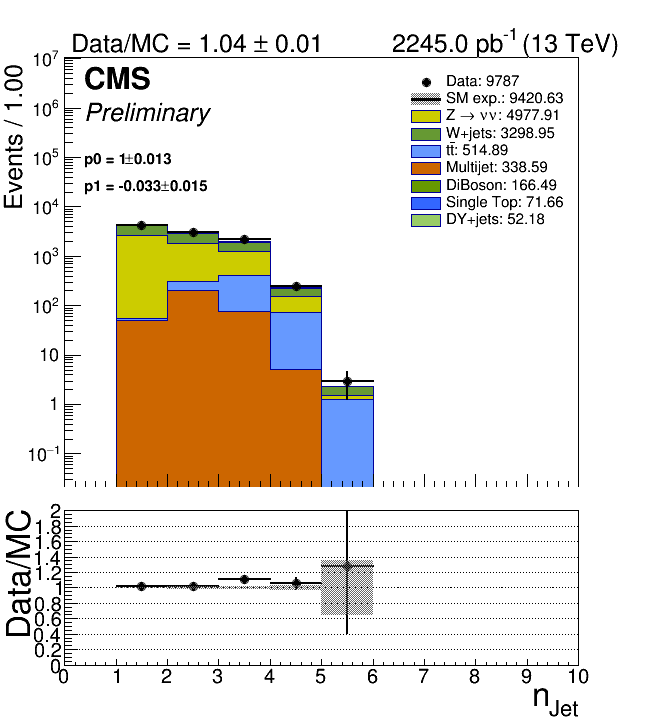 Data/MC = 1.04 ± 0.01 2245.0 pb⁻¹ (13 TeV)
Events / 1.00
CMS
Preliminary
p0 = 1±0.013
p1 = -0.033±0.015
Data: 9787
SM exp.: 9420.63
Z → νν: 4977.91
W+jets: 3298.95
tt̄: 514.89
Multijet: 338.59
DiBoson: 166.49
Single Top: 71.66
DY+jets: 52.18
10⁷
10⁶
10⁵
10⁴
10³
10²
10
1
10⁻¹
Data/MC
2
1.8
1.6
1.4
1.2
1
0.8
0.6
0.4
0.2
0
0 1 2 3 4 5 6 7 8 9 10
n_Jet